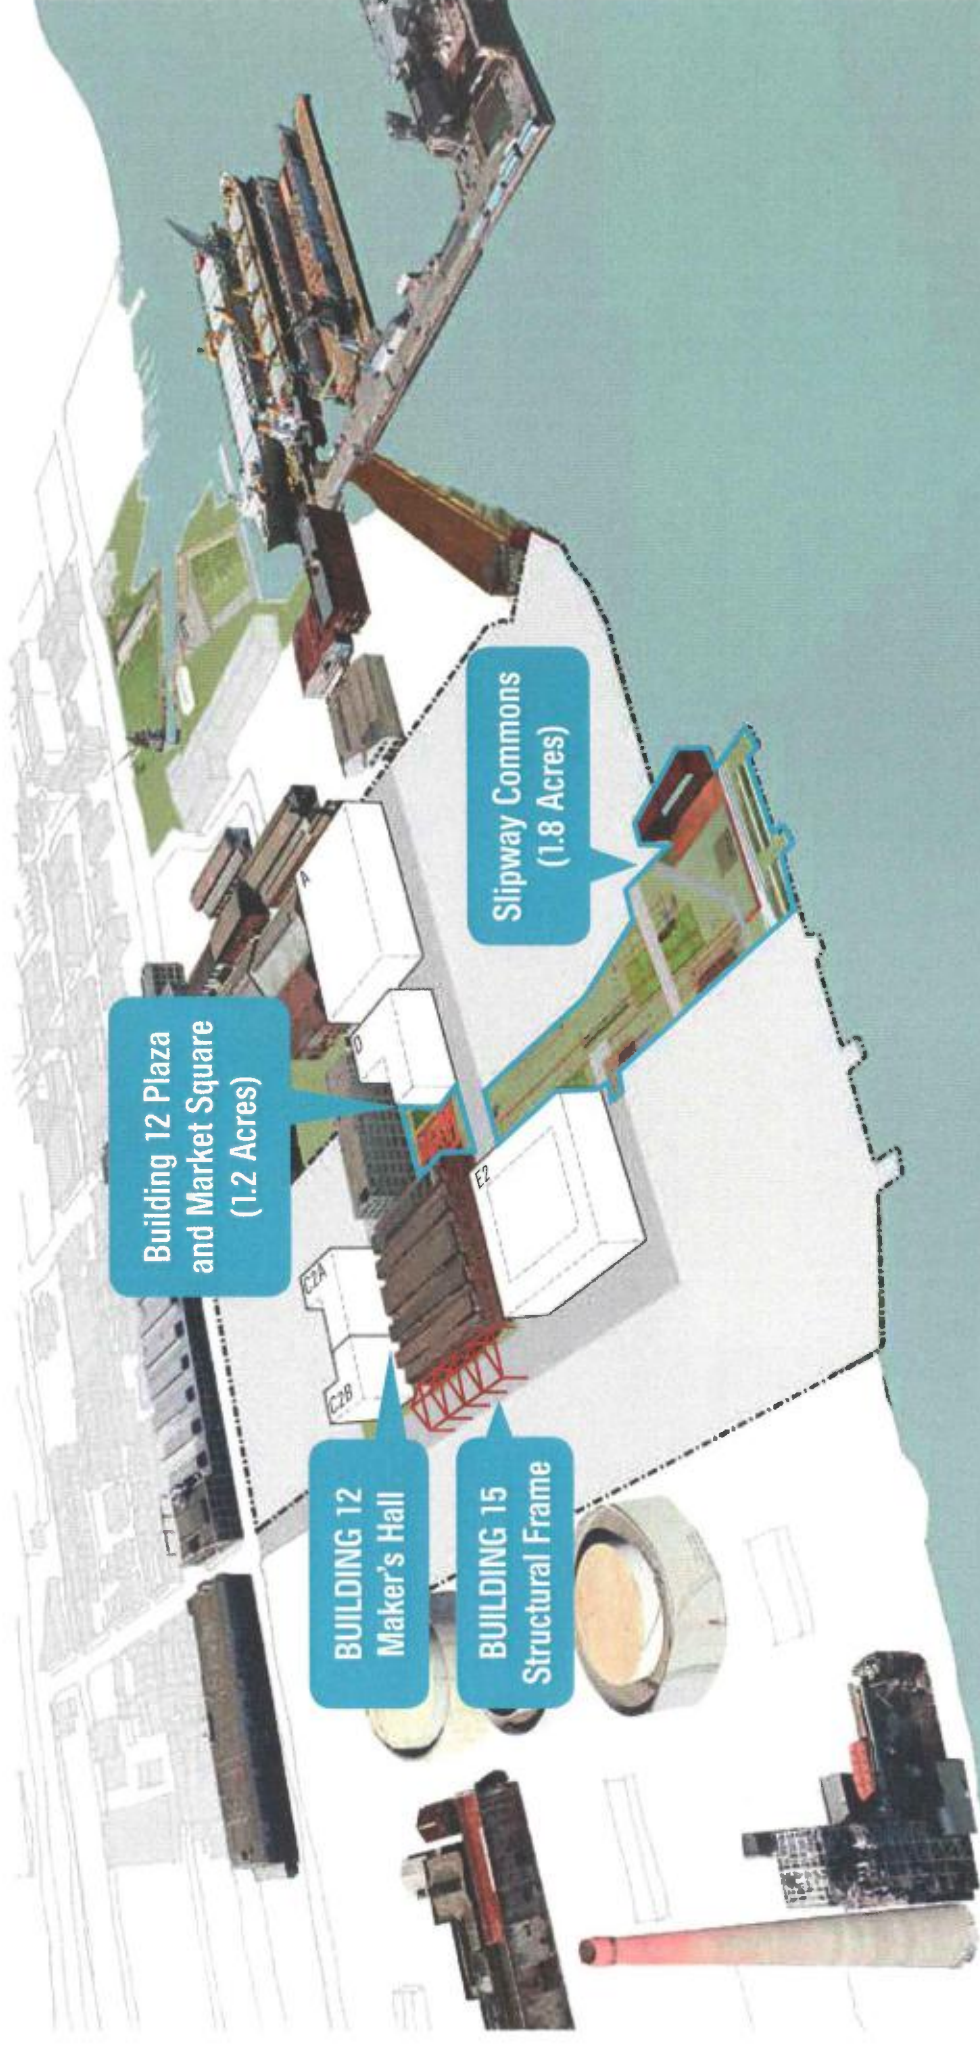 Building 12 Plaza
and Market Square
(1.2 Acres)
Slipway Commons
(1.8 Acres)
BUILDING 12
Maker's Hall
BUILDING 15
Structural Frame
C2B
C2A
D
A
E2